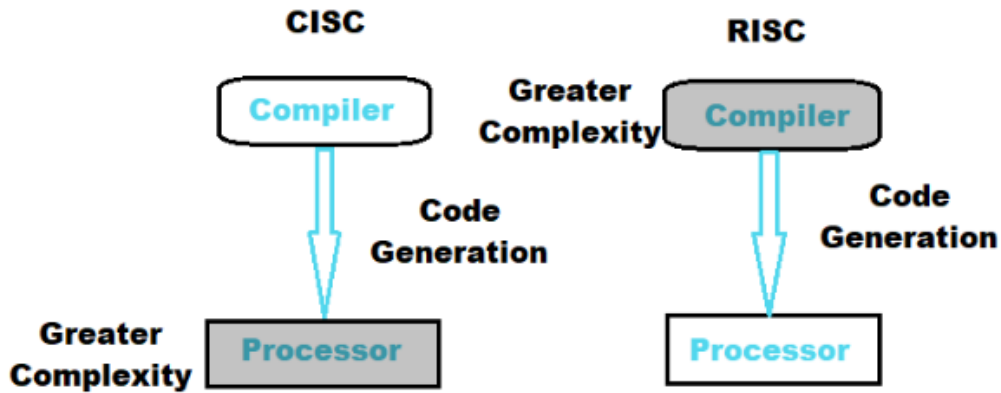 CISC
Compiler
Code
Generation
Greater
Complexity
Processor
RISC
Greater
Complexity
Compiler
Code
Generation
Processor